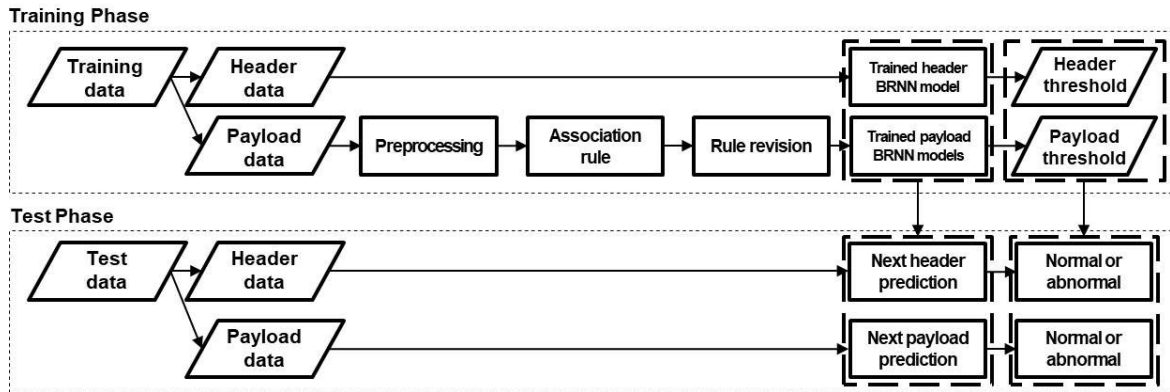 Training Phase
Training
data
Header
data
Trained header
BRNN model
Header
threshold
Payload
data
Preprocessing
Association
rule
Rule revision
Trained payload
BRNN models
Payload
threshold
Test Phase
Test
data
Header
data
Next header
prediction
Normal or
abnormal
Payload
data
Next payload
prediction
Normal or
abnormal